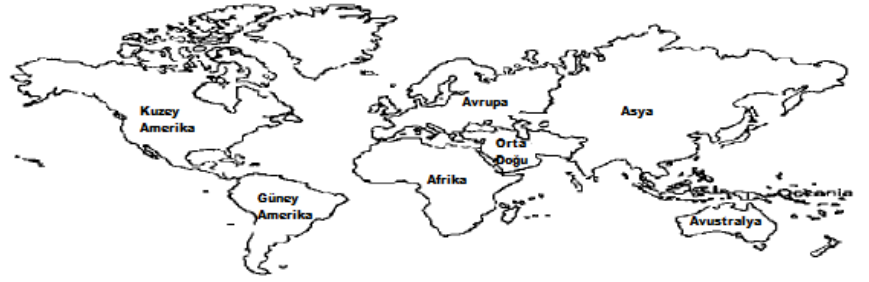 Avrupa
Kuzey
Amerika
Asya
Orta
Doğu
Afrika
Güney
Amerika
Oceania
Avustralya